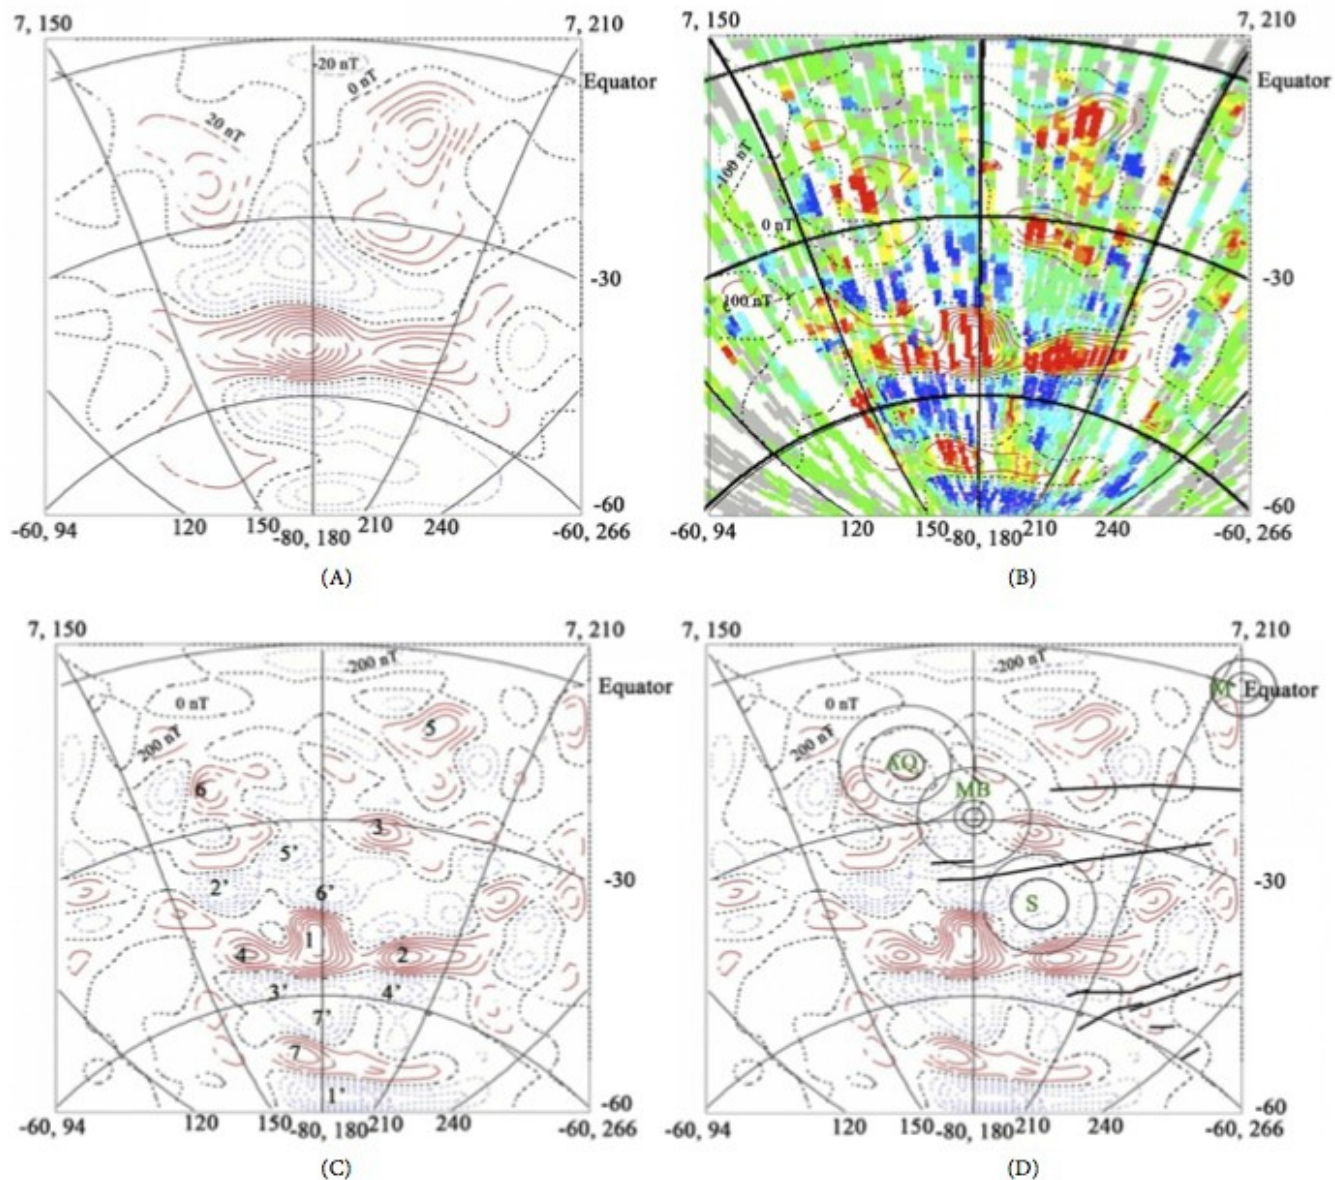 7, 150 7, 210 7, 150 7, 210
-20 nT 0 nT
20 nT
Equator Equator
-100 nT
0 nT
100 nT
-30 -30
-60 -60
-60, 94 120 150 -80, 180 210 240 -60, 266
-60, 94 120 150 -80, 180 210 240 -60, 266
(A) (B)
7, 150 7, 210 7, 150 7, 210
-200 nT -200 nT
0 nT 0 nT
200 nT 200 nT
Equator M Equator
5
6 AQ MB
3
5'
2' 6'
-30 -30
S
1
4 2
3' 4'
7'
7
1'
-60 -60
-60, 94 120 150 -80, 180 210 240 -60, 266
-60, 94 120 150 -80, 180 210 240 -60, 266
(C) (D)